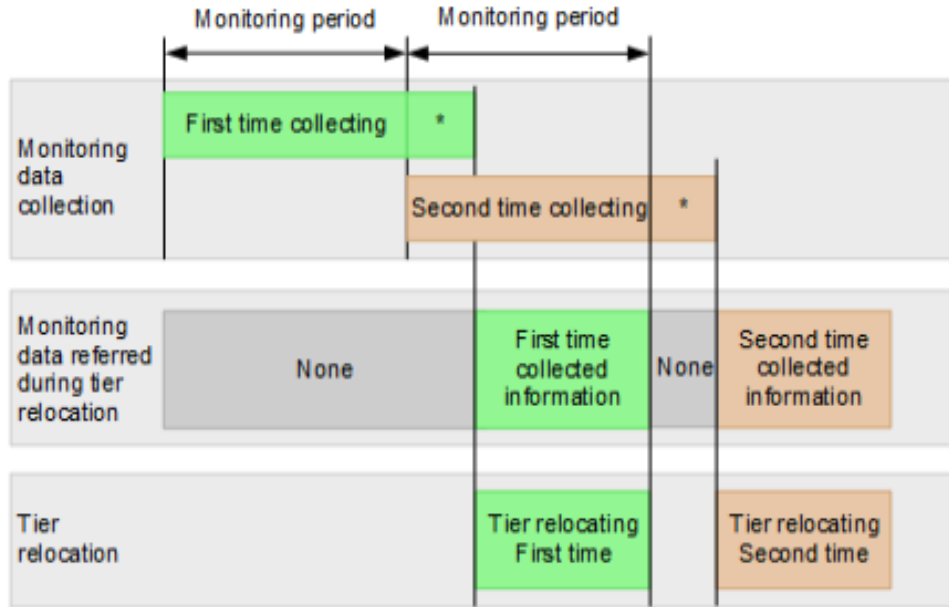 Monitoring period
Monitoring period
Monitoring
data
collection
First time collecting
*
Second time collecting
*
Monitoring
data referred
during tier
relocation
None
First time
collected
information
None
Second time
collected
information
Tier
relocation
Tier relocating
First time
Tier relocating
Second time